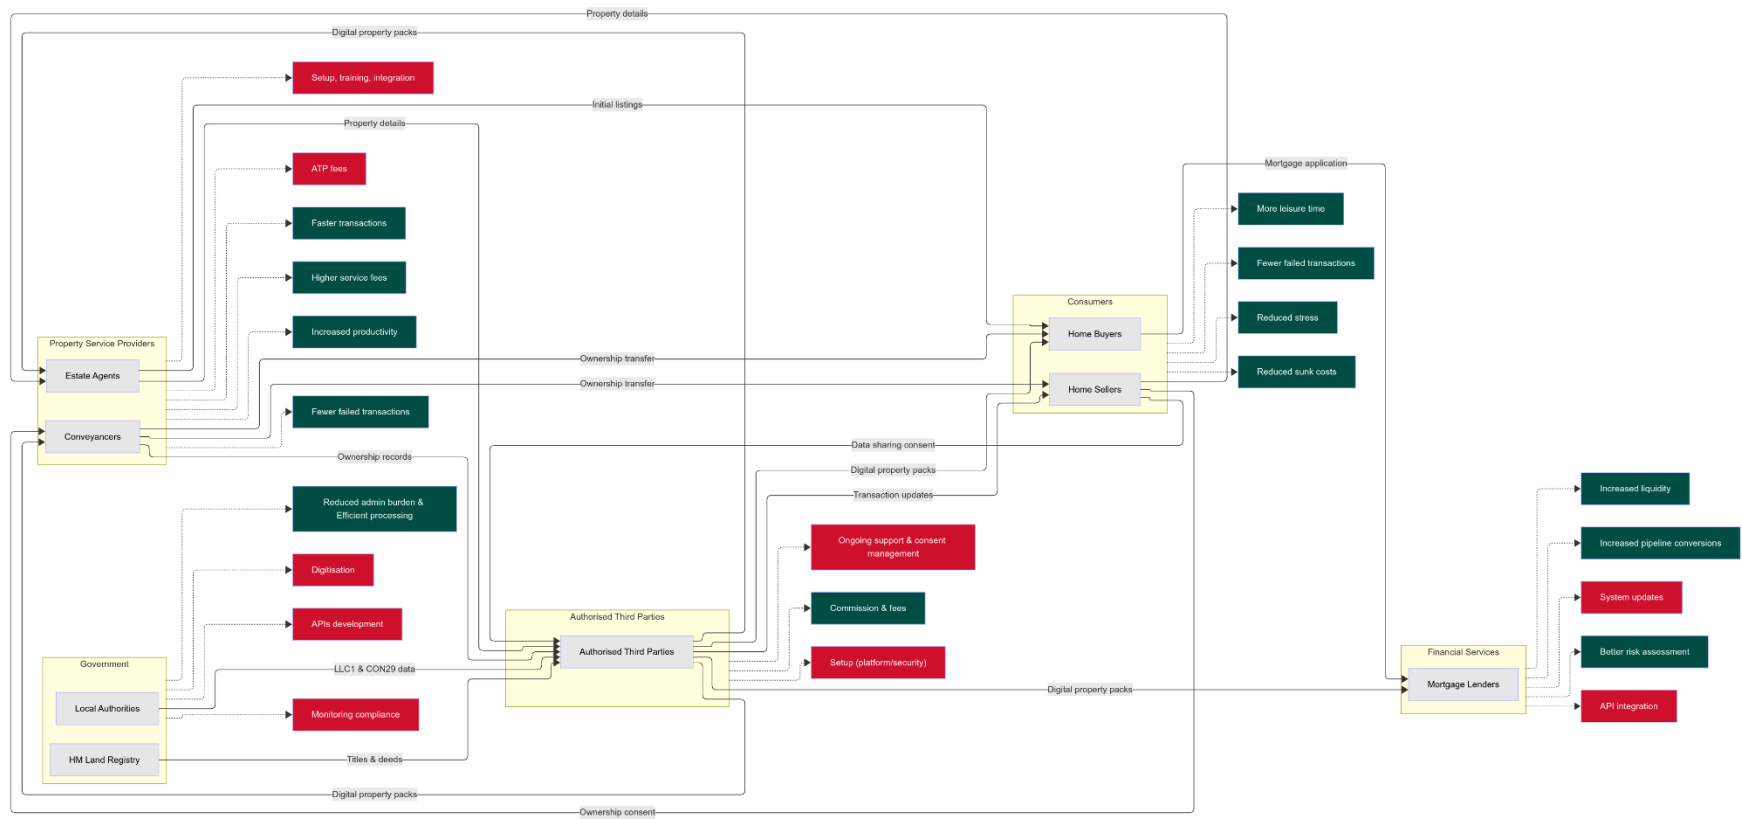 Property details
Digital property packs
Setup, training, integration
Initial listings
Property details
Mortgage application
ATP fees
More leisure time
Faster transactions
Fewer failed transactions
Higher service fees
Consumers
Reduced stress
Increased productivity
Home Buyers
Property Service Providers
Ownership transfer
Estate Agents
Reduced sunk costs
Ownership transfer
Home Sellers
Fewer failed transactions
Conveyancers
Data sharing consent
Ownership records
Digital property packs
Transaction updates
Increased liquidity
Reduced admin burden &
Efficient processing
Ongoing support & consent
management
Increased pipeline conversions
Digitisation
System updates
Commission & fees
Authorised Third Parties
APIs development
Authorised Third Parties
Financial Services
Better risk assessment
Government
Setup (platform/security)
LLC1 & CON29 data
Mortgage Lenders
Digital property packs
Local Authorities
Monitoring compliance
API integration
HM Land Registry
Titles & deeds
Digital property packs
Ownership consent